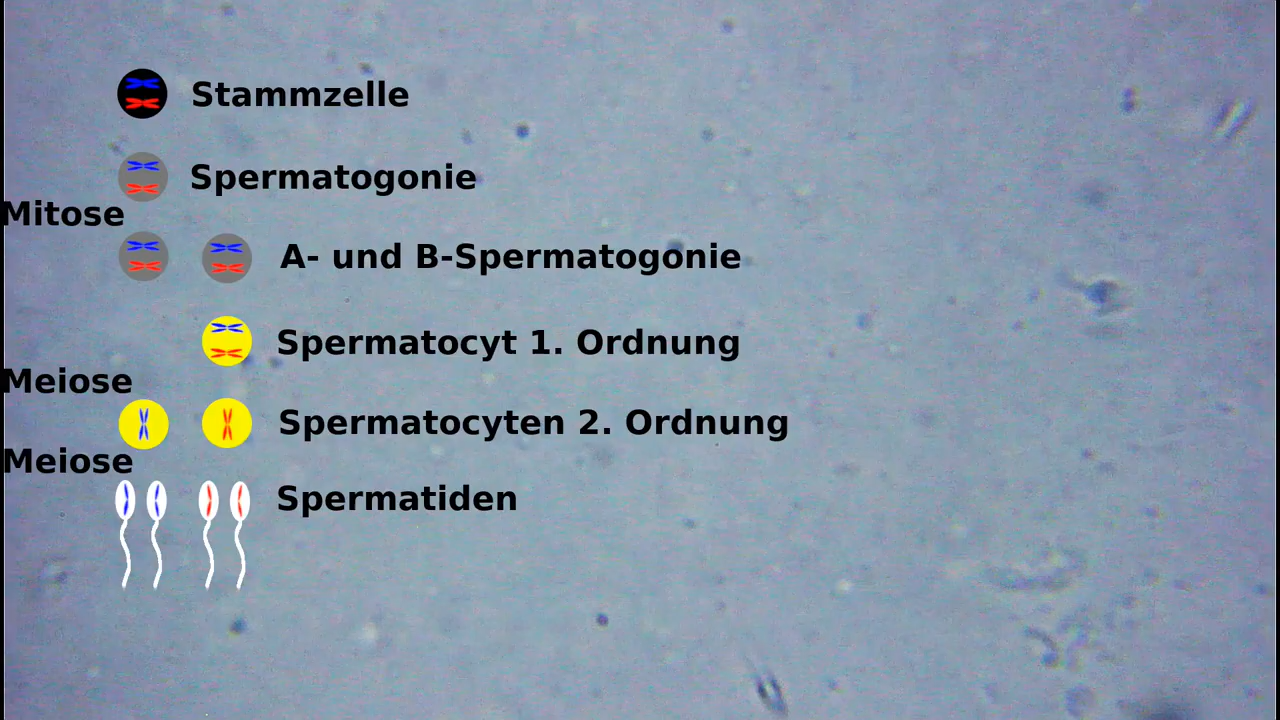 Stammzelle
Spermatogonie
Mitose
A- und B-Spermatogonie
Spermatocyt 1. Ordnung
Meiose
Spermatocyten 2. Ordnung
Meiose
Spermatiden